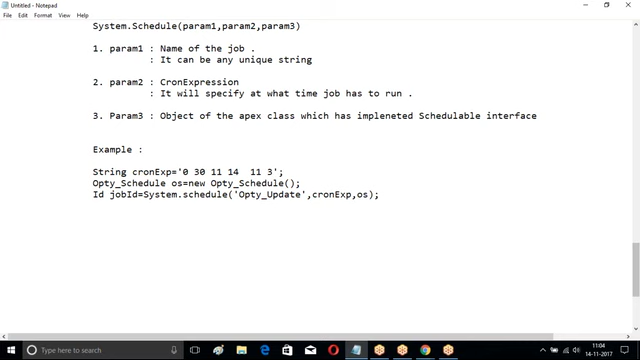 Untitled - Notepad
File Edit Format View Help
System.Schedule(param1,param2,param3)
1. param1 : Name of the job .
: It can be any unique string
2. param2 : CronExpression
: It will specify at what time job has to run .
3. Param3 : Object of the apex class which has impleneted Schedulable interface
Example :
String cronExp='0 30 11 14  11 3';
Opty_Schedule os=new Opty_Schedule();
Id jobId=System.schedule('Opty_Update',cronExp,os);
Type here to search
11:04
14-11-2017